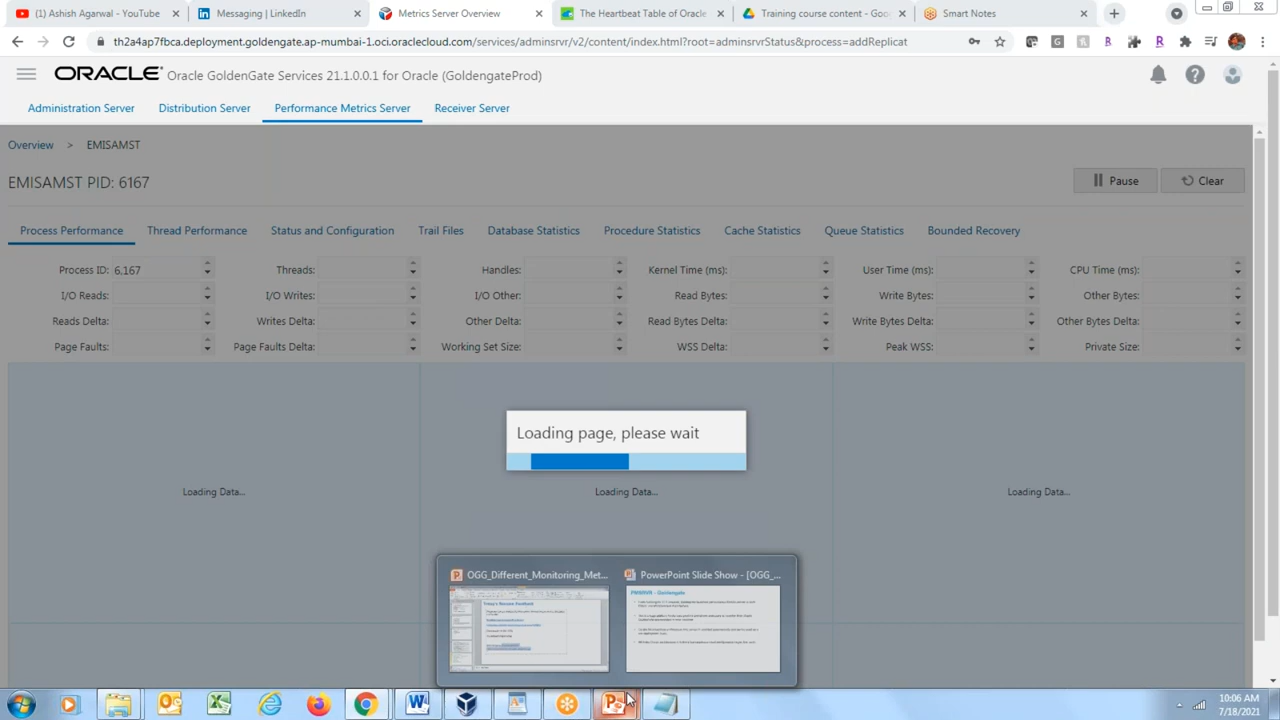 (1) Ashish Agarwal - YouTube
Messaging | LinkedIn
Metrics Server Overview
The Heartbeat Table of Oracle
Training course content - Goo
Smart Notes
th2a4ap7fbca.deployment.goldengate.ap-mumbai-1.oci.oraclecloud.com/services/adminsrvr/v2/content/index.html?root=adminsrvrStatus&process=addReplicat
ORACLE Oracle GoldenGate Services 21.1.0.0.1 for Oracle (GoldengateProd)
Administration Server Distribution Server Performance Metrics Server Receiver Server
Overview > EMISAMST
EMISAMST PID: 6167
Pause Clear
Process Performance Thread Performance Status and Configuration Trail Files Database Statistics Procedure Statistics Cache Statistics Queue Statistics Bounded Recovery
Process ID: 6,167 Threads: Handles: Kernel Time (ms): User Time (ms): CPU Time (ms):
I/O Reads: I/O Writes: I/O Other: Read Bytes: Write Bytes: Other Bytes:
Reads Delta: Writes Delta: Other Delta: Read Bytes Delta: Write Bytes Delta: Other Bytes Delta:
Page Faults: Page Faults Delta: Working Set Size: WSS Delta: Peak WSS: Private Size:
Loading page, please wait
Loading Data... Loading Data... Loading Data...
OGG_Different_Monitoring_Met... PowerPoint Slide Show - [OGG_...
Today's Session Feedback
10:06 AM
7/18/2021